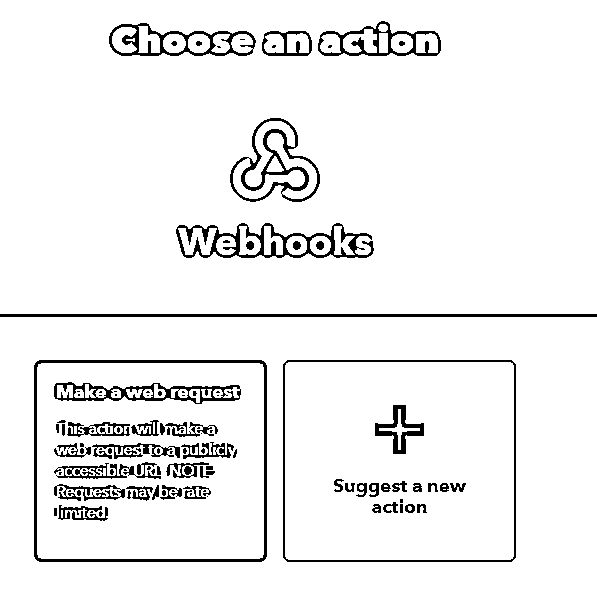 Choose an action
Webhooks
Make a web request
This action will make a
web request to a publicly
accessible URL NOTE:
Requests may be rate
limited.
Suggest a new
action